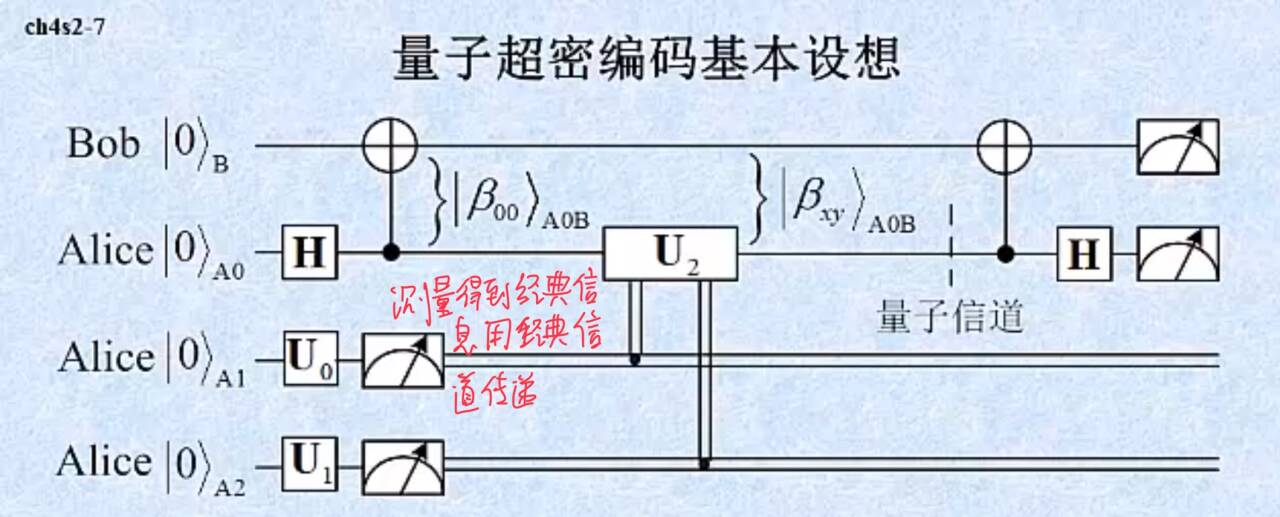 ch4s2-7
量子超密编码基本设想
Bob |0⟩B
|β00⟩A0B
|βxy⟩A0B
Alice |0⟩A0
H
U2
H
测量得到经典信
息用经典信
道传递
量子信道
Alice |0⟩A1
U0
Alice |0⟩A2
U1